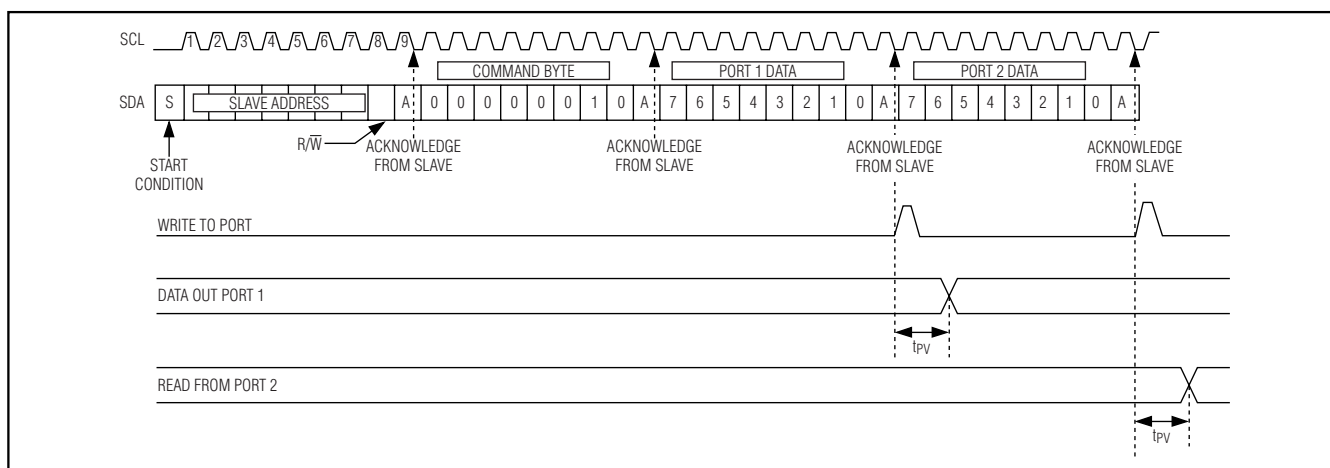 SCL 1 2 3 4 5 6 7 8 9
COMMAND BYTE PORT 1 DATA PORT 2 DATA
SDA S SLAVE ADDRESS A 0 0 0 0 0 0 1 0 A 7 6 5 4 3 2 1 0 A 7 6 5 4 3 2 1 0 A
R/W̅ ACKNOWLEDGE ACKNOWLEDGE ACKNOWLEDGE ACKNOWLEDGE
START FROM SLAVE FROM SLAVE FROM SLAVE FROM SLAVE
CONDITION
WRITE TO PORT
DATA OUT PORT 1
tPV
READ FROM PORT 2
tPV